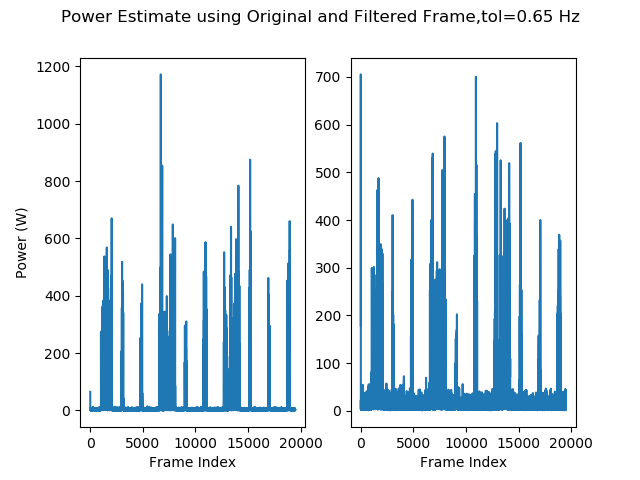 Power Estimate using Original and Filtered Frame,tol=0.65 Hz
1200
1000
800
600
400
200
0
Power (W)
0 5000 10000 15000 20000
Frame Index
700
600
500
400
300
200
100
0
0 5000 10000 15000 20000
Frame Index